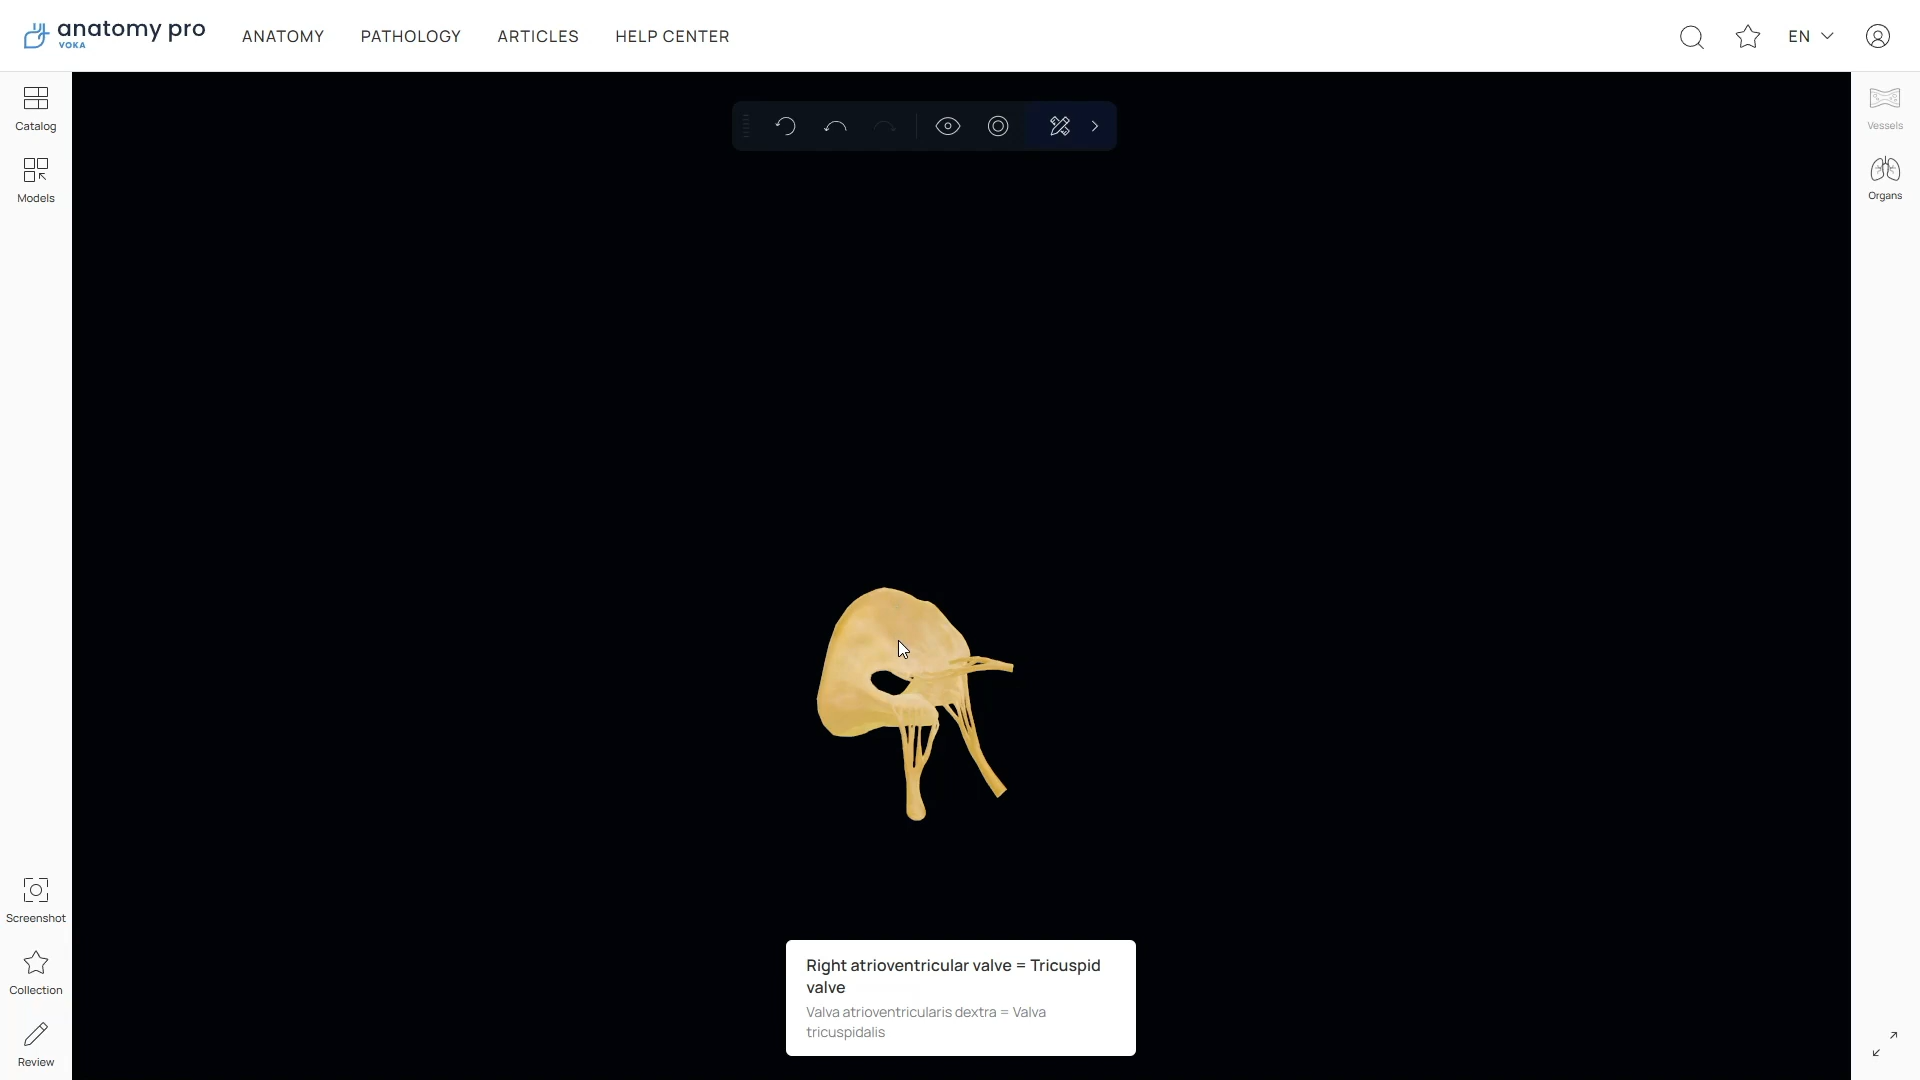 anatomy pro
VOKA
ANATOMY
PATHOLOGY
ARTICLES
HELP CENTER
EN
Catalog
Models
Vessels
Organs
Screenshot
Collection
Review
Right atrioventricular valve = Tricuspid
valve
Valva atrioventricularis dextra = Valva
tricuspidalis